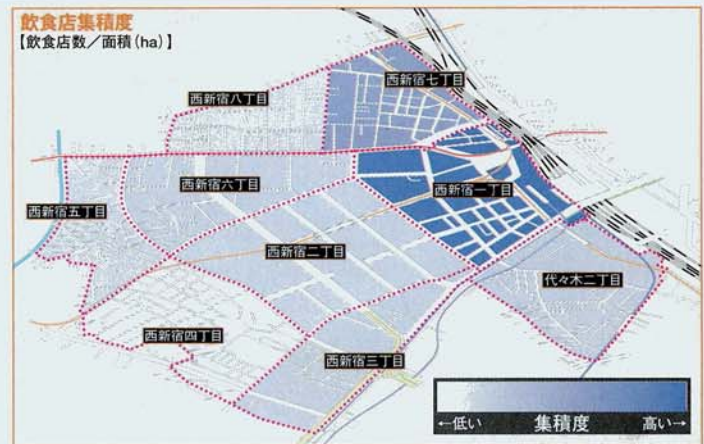 飲食店集積度
【飲食店数／面積(ha)】
西新宿七丁目
西新宿八丁目
西新宿一丁目
西新宿六丁目
西新宿五丁目
西新宿二丁目
代々木二丁目
西新宿四丁目
西新宿三丁目
←低い 集積度 高い→